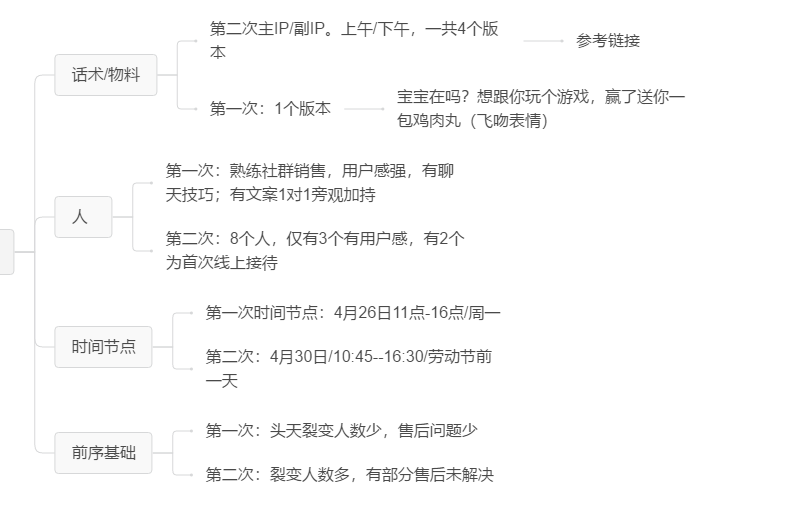 第二次主IP/副IP。上午/下午，一共4个版
本
参考链接
话术/物料
第一次：1个版本
宝宝在吗？想跟你玩个游戏，赢了送你一
包鸡肉丸（飞吻表情）
人
第一次：熟练社群销售，用户感强，有聊
天技巧；有文案1对1旁观加持
第二次：8个人，仅有3个有用户感，有2个
为首次线上接待
时间节点
第一次时间节点：4月26日11点-16点/周一
第二次：4月30日/10:45--16:30/劳动节前
一天
前序基础
第一次：头天裂变人数少，售后问题少
第二次：裂变人数多，有部分售后未解决